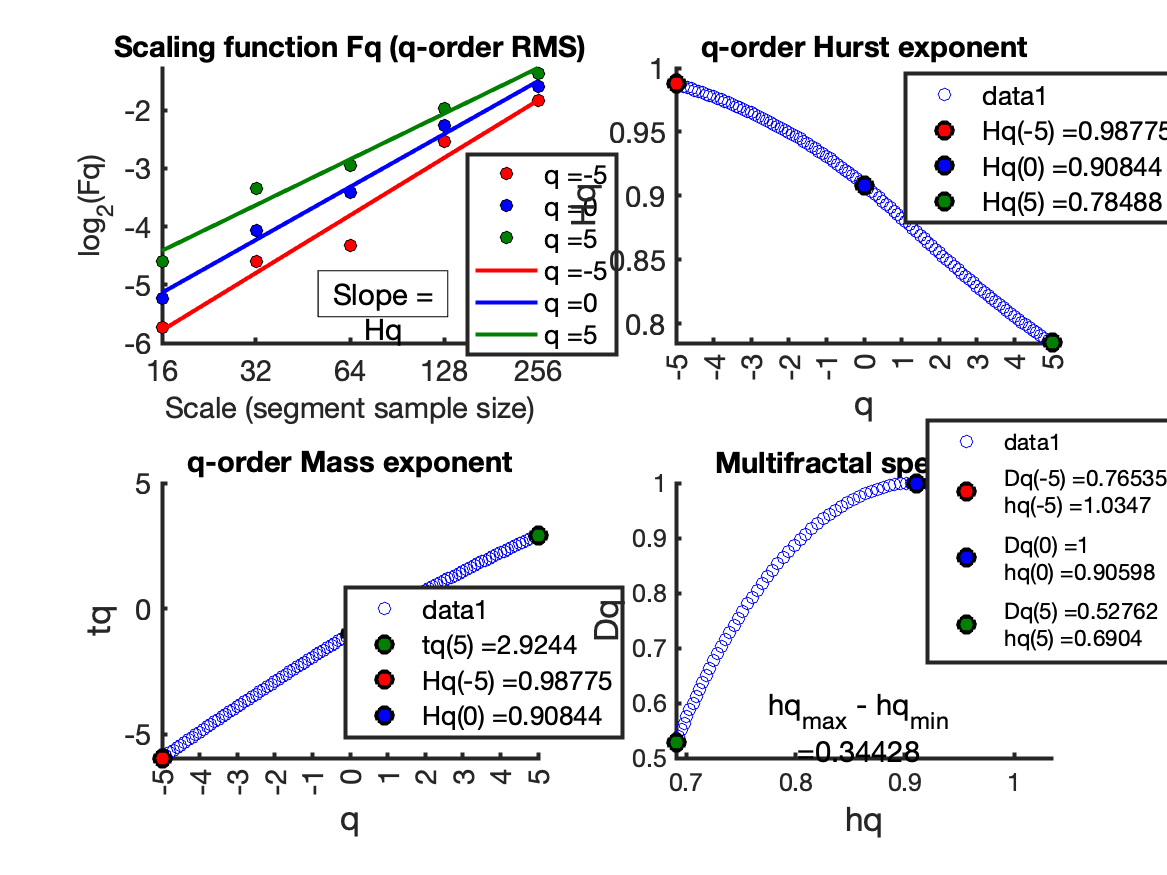 Scaling function Fq (q-order RMS)
log2(Fq)
-2
-3
-4
-5
-6
16 32 64 128 256
Scale (segment sample size)
Slope =
Hq
q =-5
q =0
q =5
q =-5
q =0
q =5
q-order Hurst exponent
Hq
1
0.95
0.9
0.85
0.8
-5 -4 -3 -2 -1 0 1 2 3 4 5
q
data1
Hq(-5) =0.98775
Hq(0) =0.90844
Hq(5) =0.78488
q-order Mass exponent
tq
5
0
-5
-5 -4 -3 -2 -1 0 1 2 3 4 5
q
data1
tq(5) =2.9244
Hq(-5) =0.98775
Hq(0) =0.90844
Multifractal spe
Dq
1
0.9
0.8
0.7
0.6
0.5
0.7 0.8 0.9 1
hq
hqmax - hqmin
=0.34428
data1
Dq(-5) =0.76535
hq(-5) =1.0347
Dq(0) =1
hq(0) =0.90598
Dq(5) =0.52762
hq(5) =0.6904